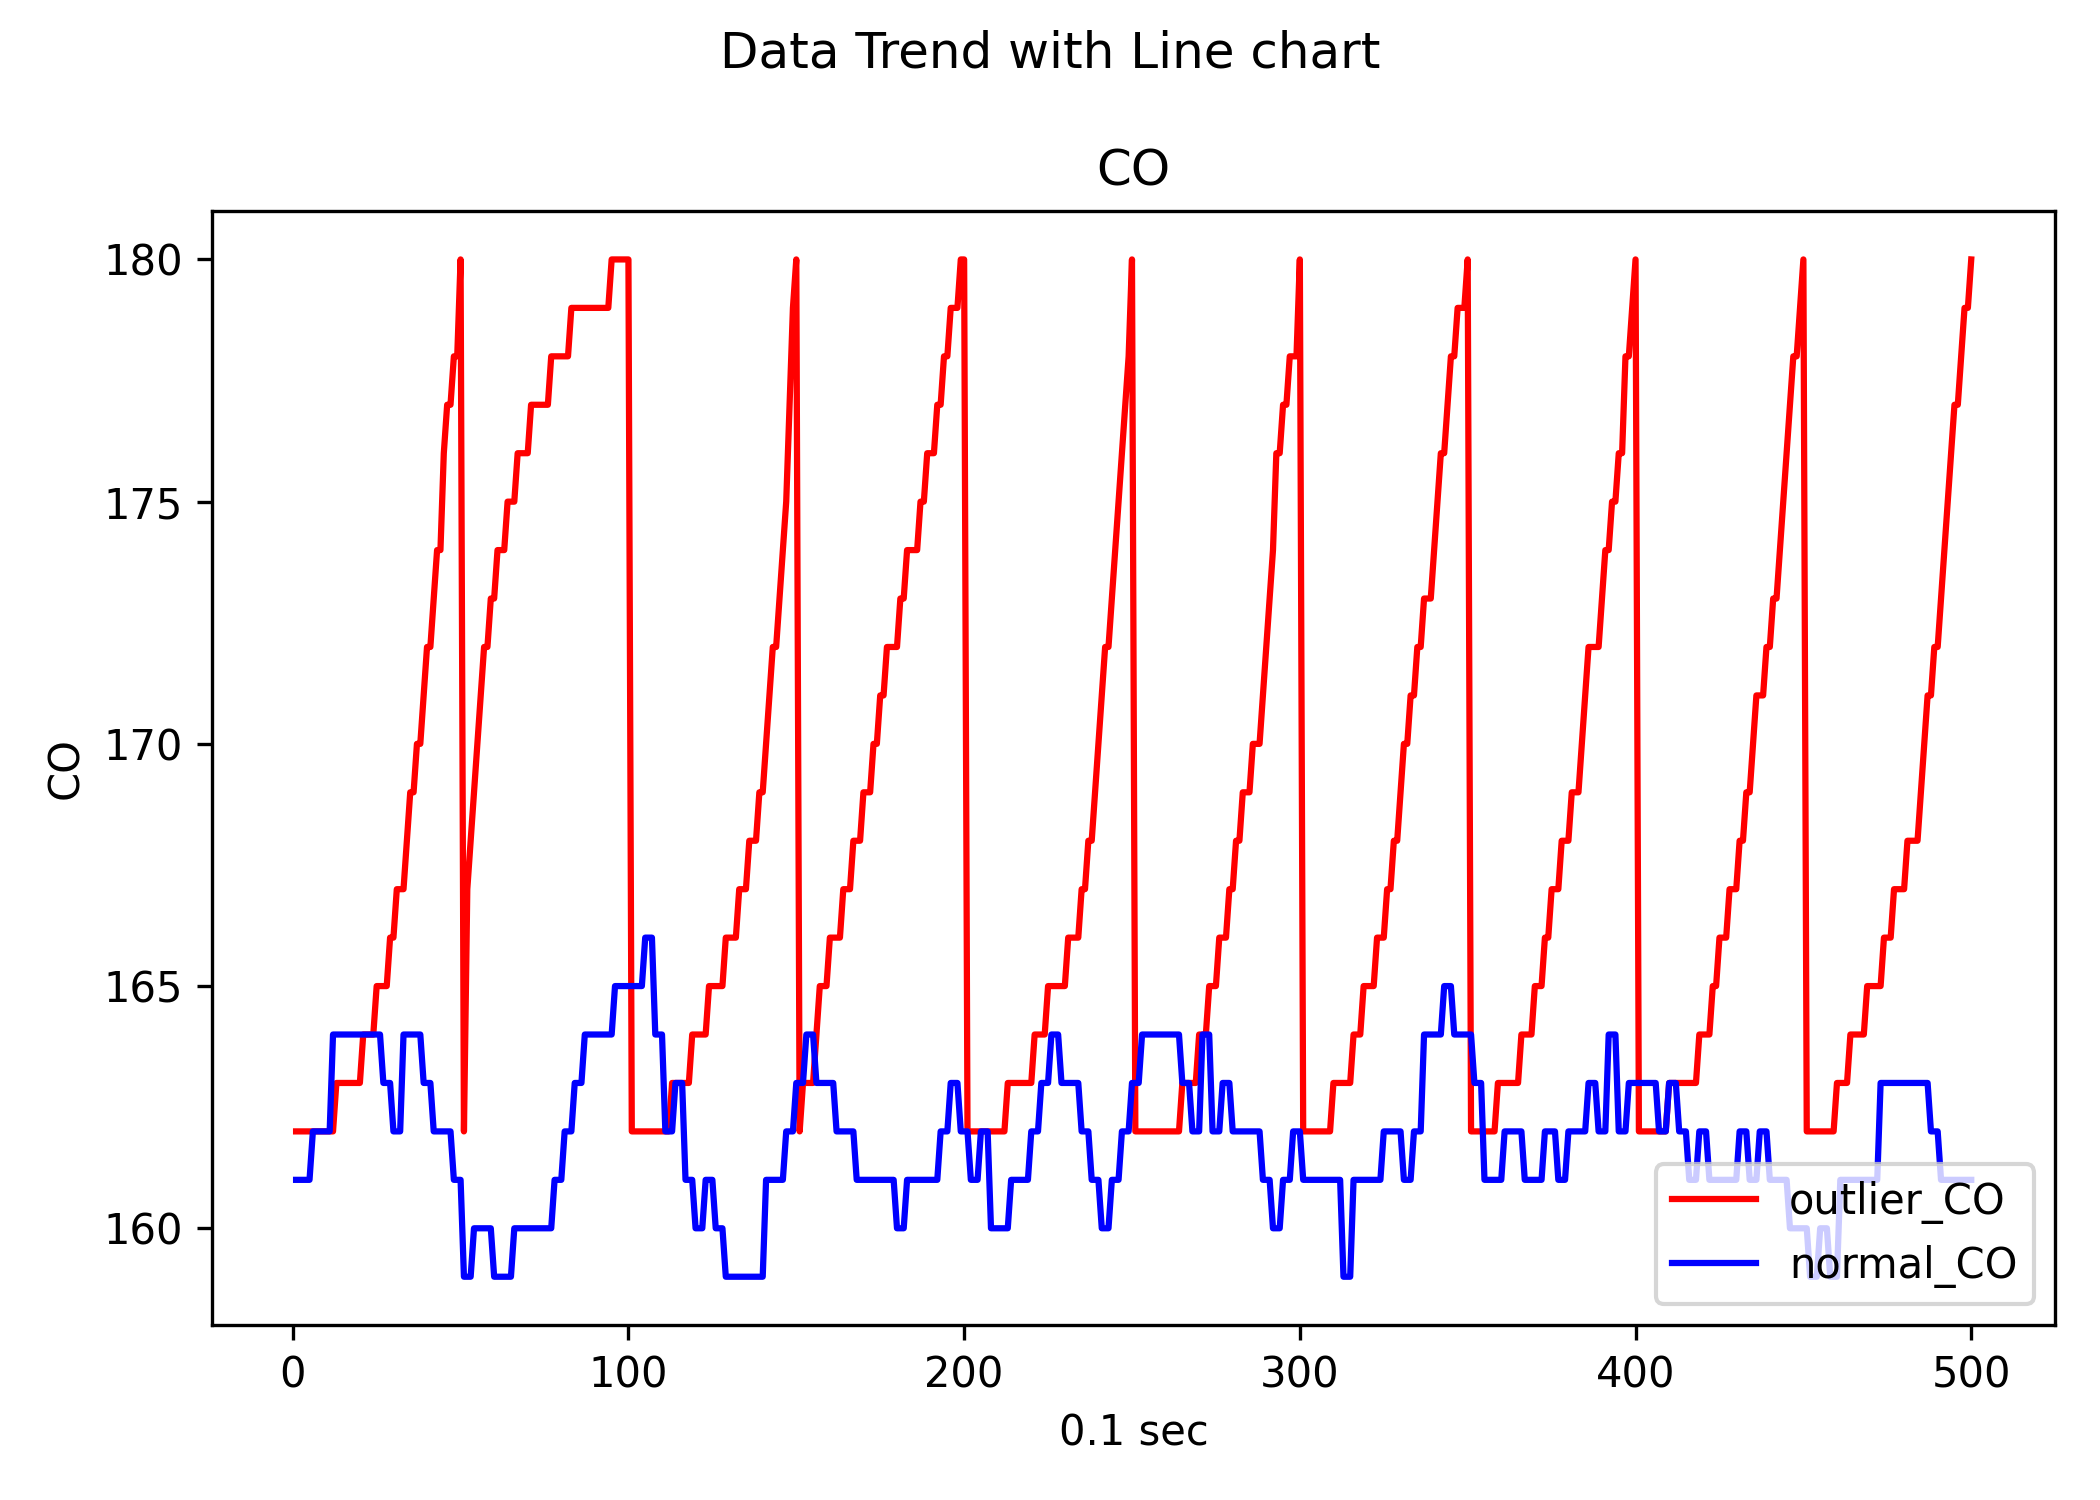 Data Trend with Line chart
CO
180
175
170
165
160
CO
0 100 200 300 400 500
0.1 sec
outlier_CO
normal_CO